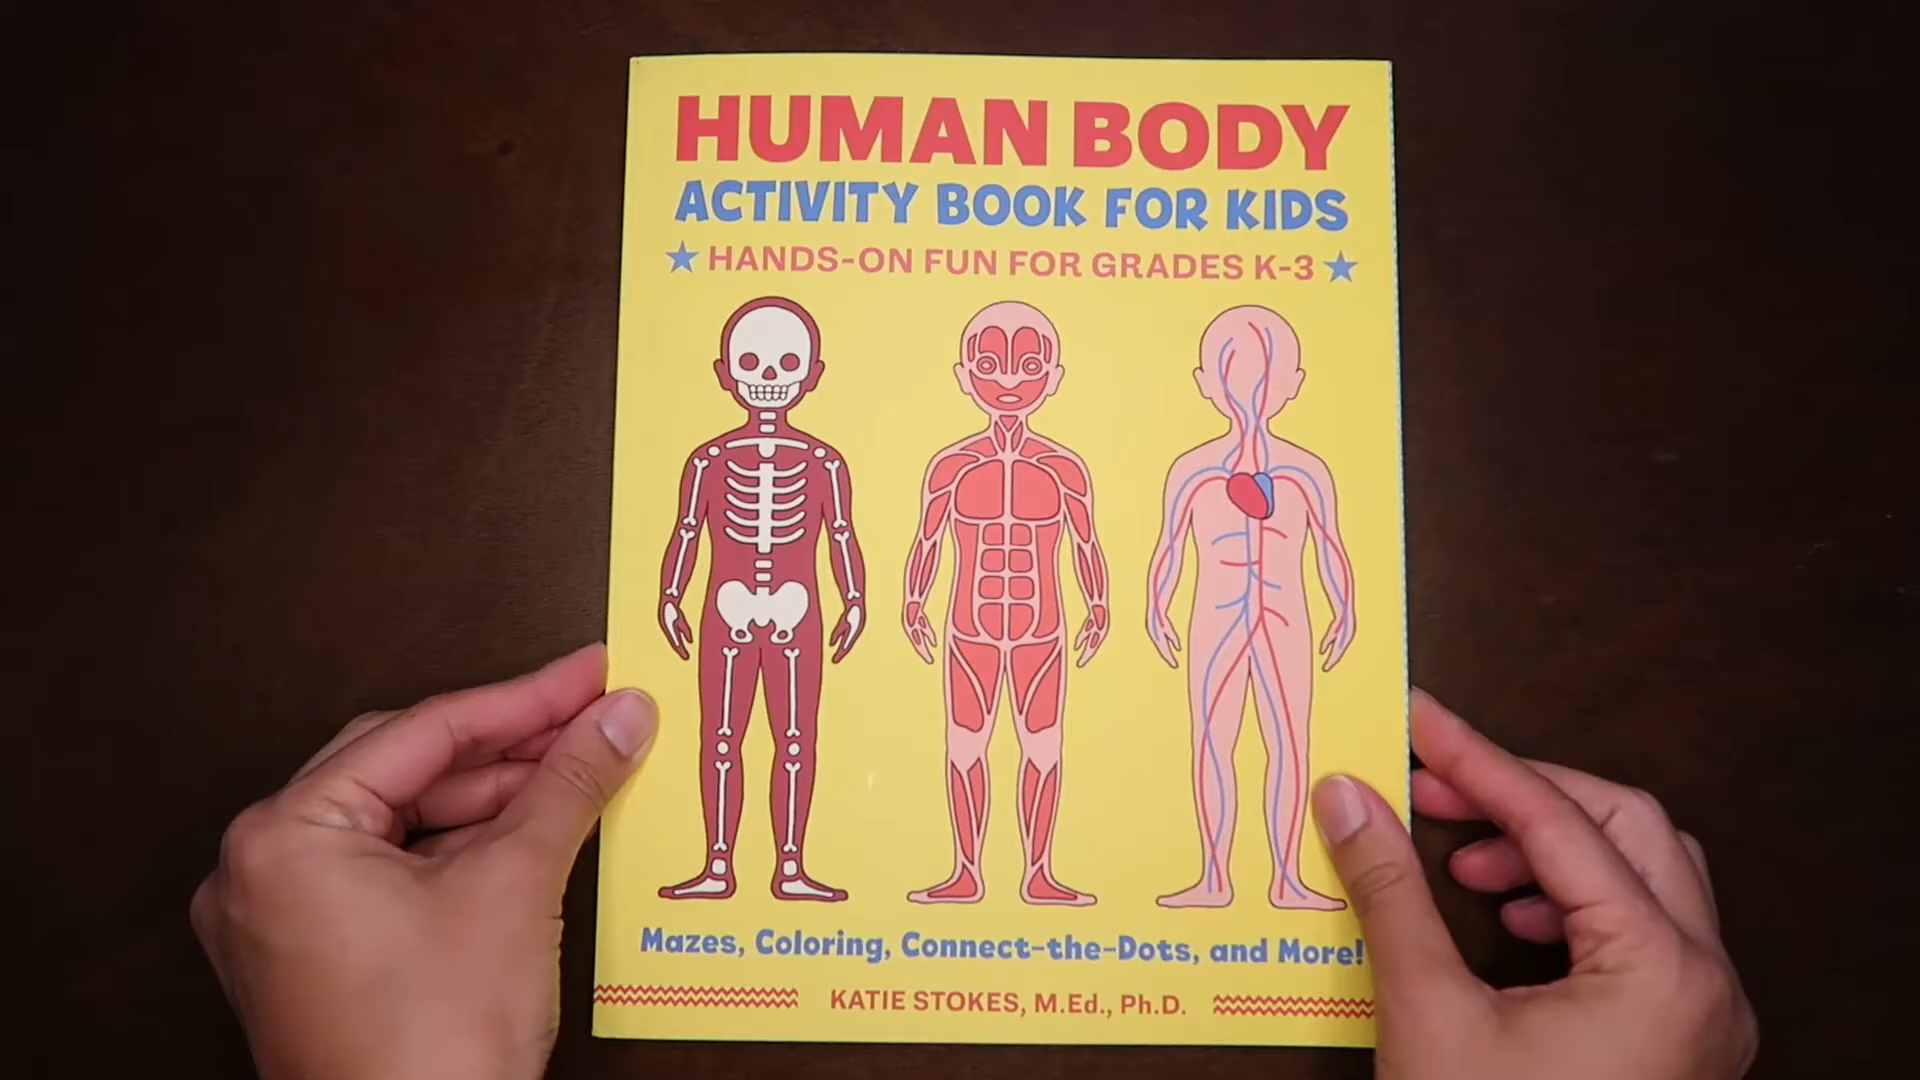 HUMAN BODY
ACTIVITY BOOK FOR KIDS
HANDS-ON FUN FOR GRADES K-3
Mazes, Coloring, Connect-the-Dots, and More!
KATIE STOKES, M.Ed., Ph.D.